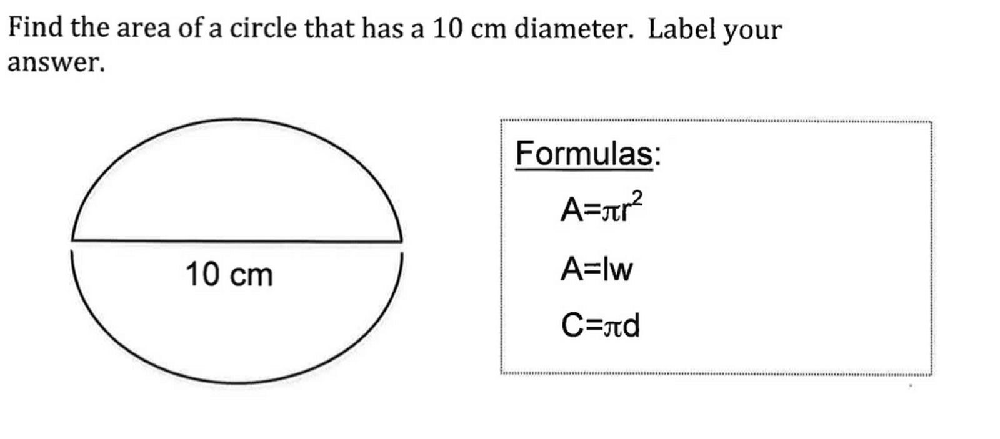 Find the area of a circle that has a 10 cm diameter. Label your
answer.
10 cm
Formulas:
A=πr²
A=lw
C=πd